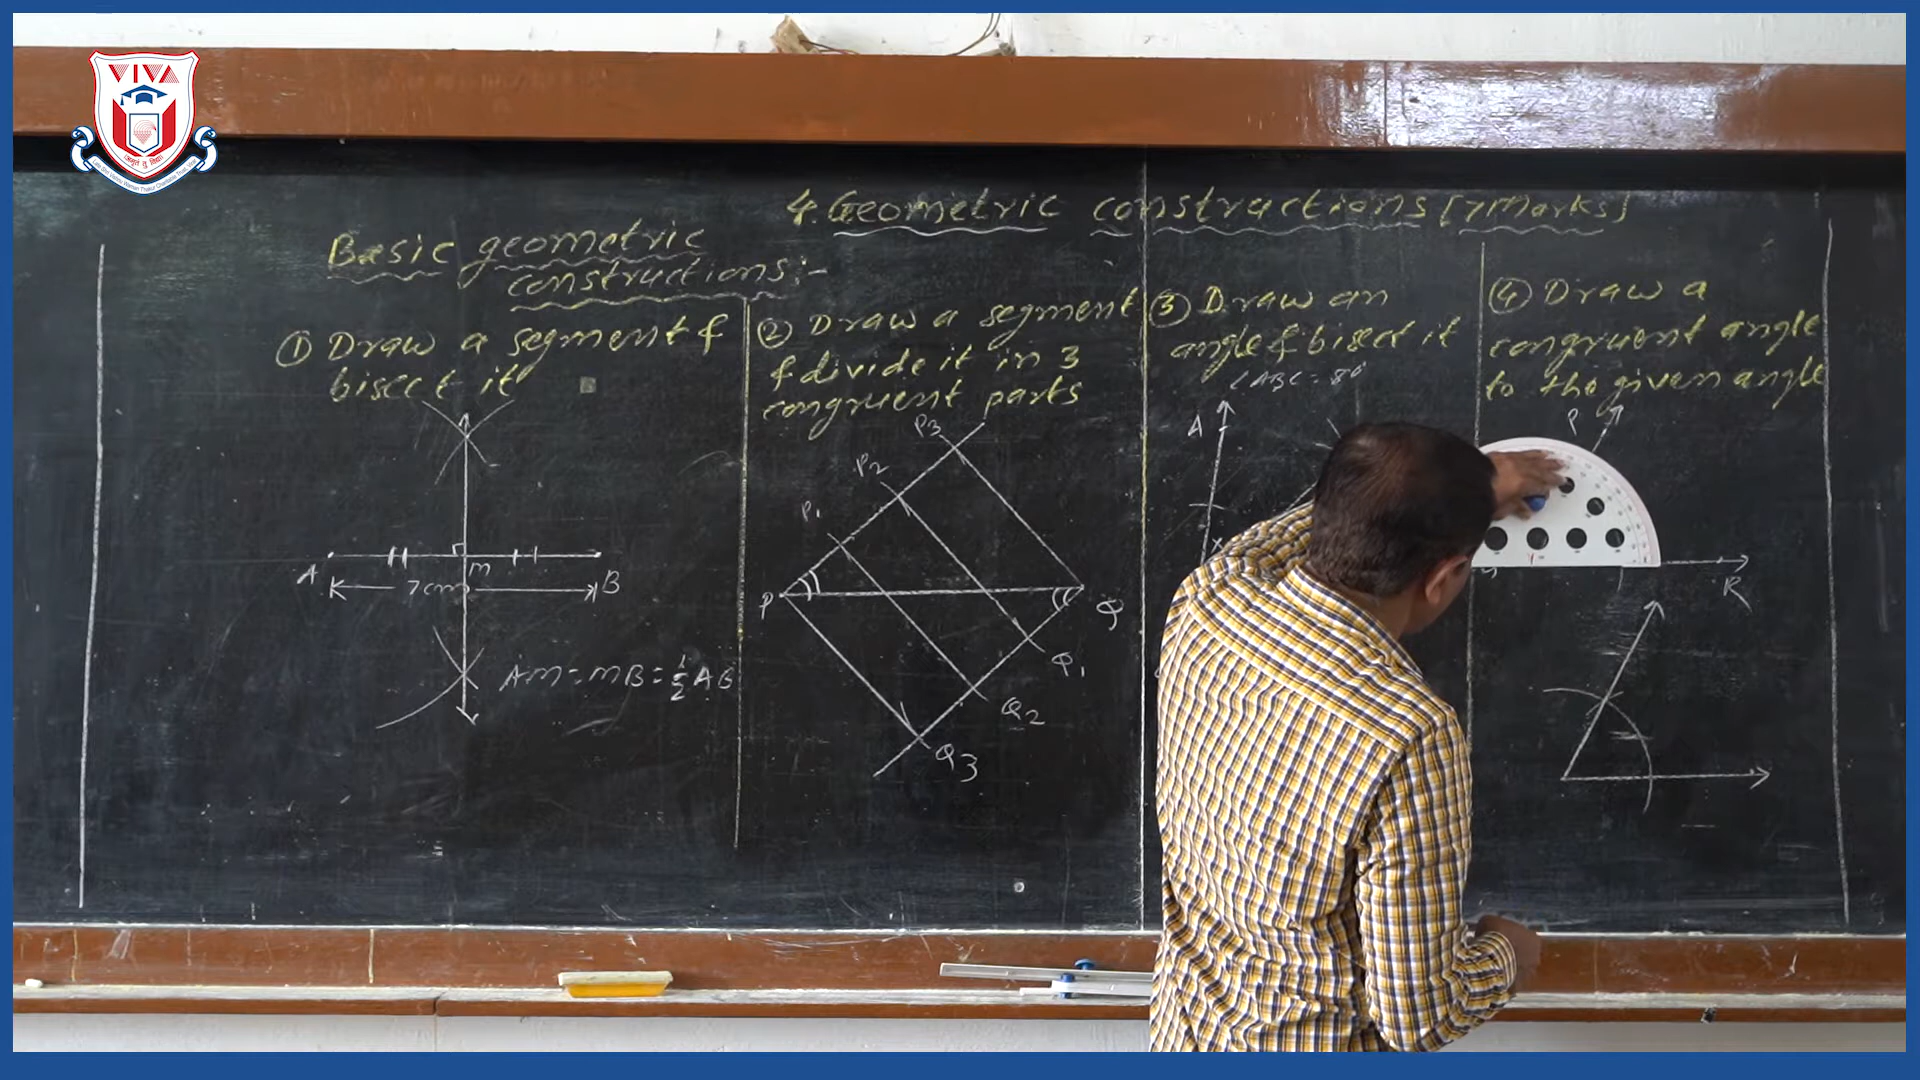 VIVA
4. Geometric constructions [7 Marks]
Basic geometric
constructions:-
① Draw a segment &
bisect it
A
B
m
7cm
AM = MB = 1/2 AB
② Draw a segment
& divide it in 3
congruent parts
P3
P2
P1
P
Q
Q1
Q2
Q3
③ Draw an
angle & bisect it
∠ABC = 80°
A
x
④ Draw a
congruent angle
to the given angle
P
R